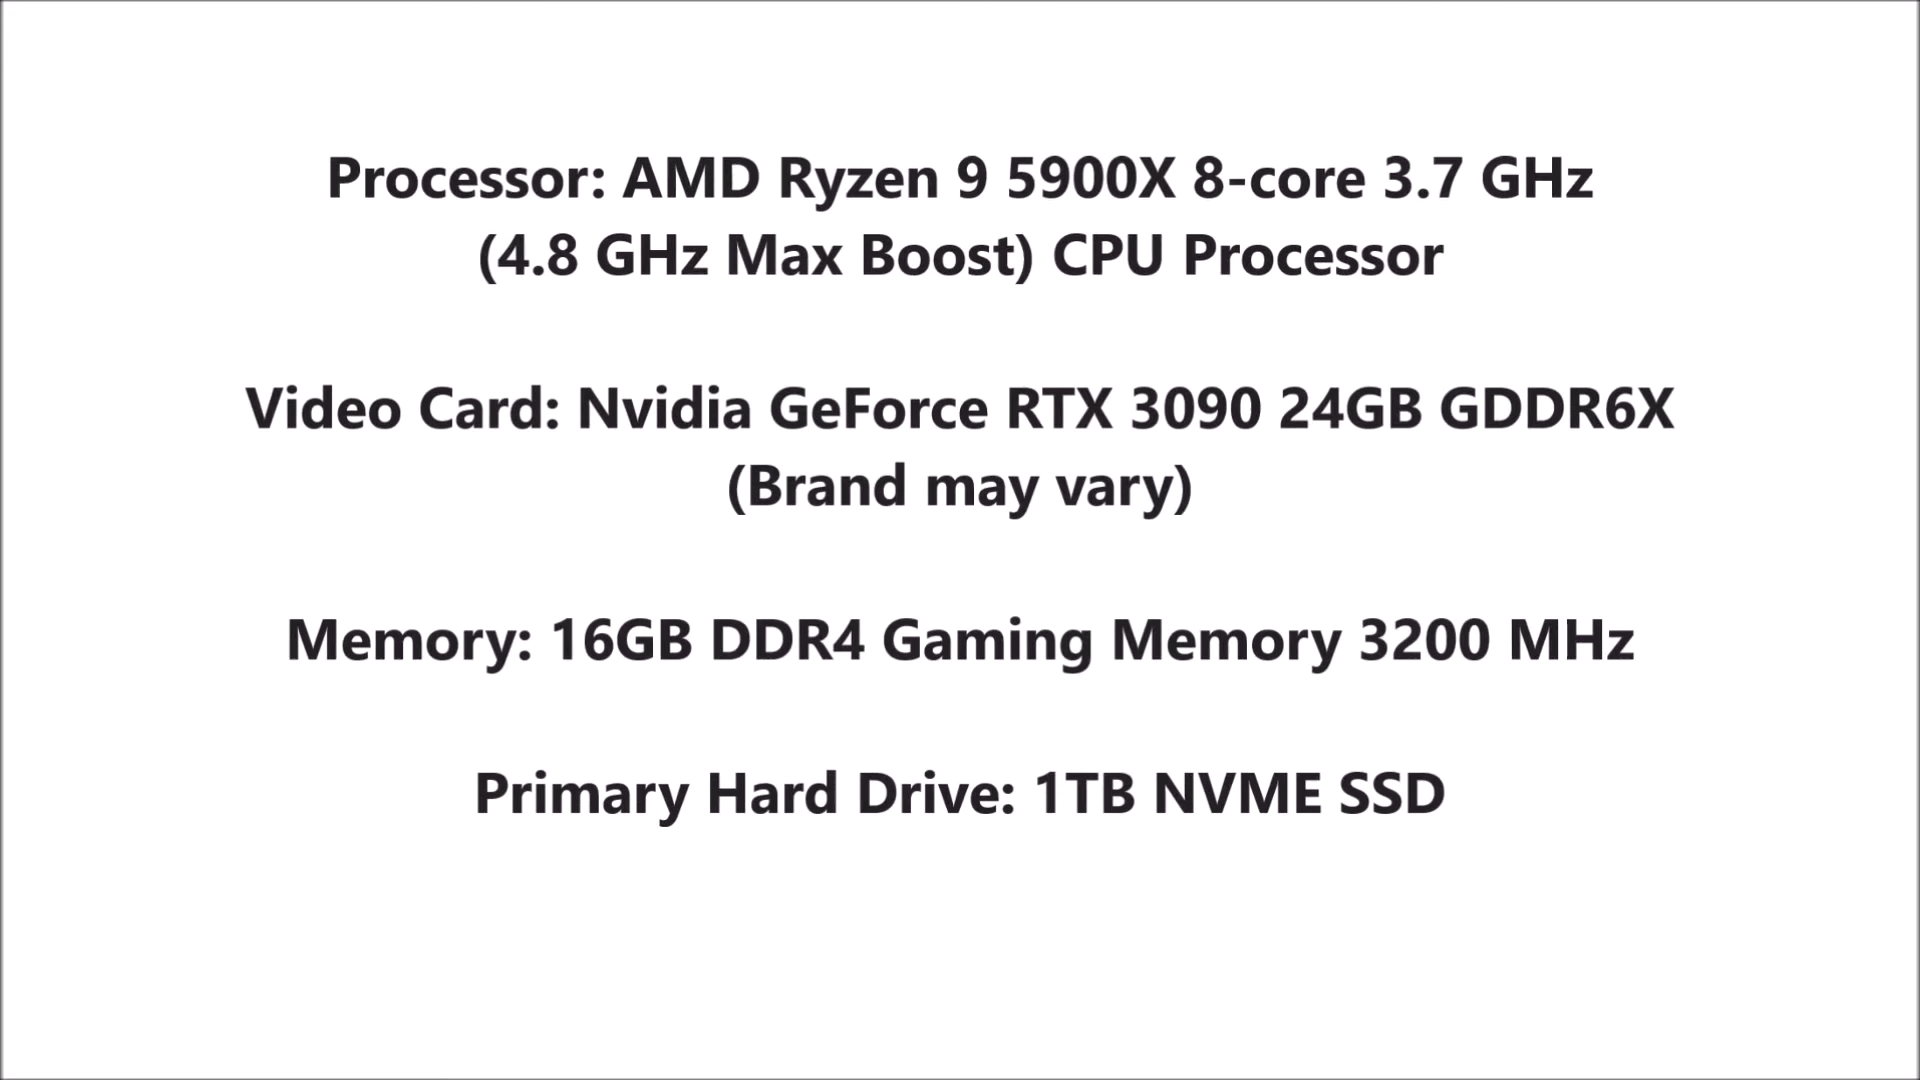 Processor: AMD Ryzen 9 5900X 8-core 3.7 GHz
(4.8 GHz Max Boost) CPU Processor
Video Card: Nvidia GeForce RTX 3090 24GB GDDR6X
(Brand may vary)
Memory: 16GB DDR4 Gaming Memory 3200 MHz
Primary Hard Drive: 1TB NVME SSD